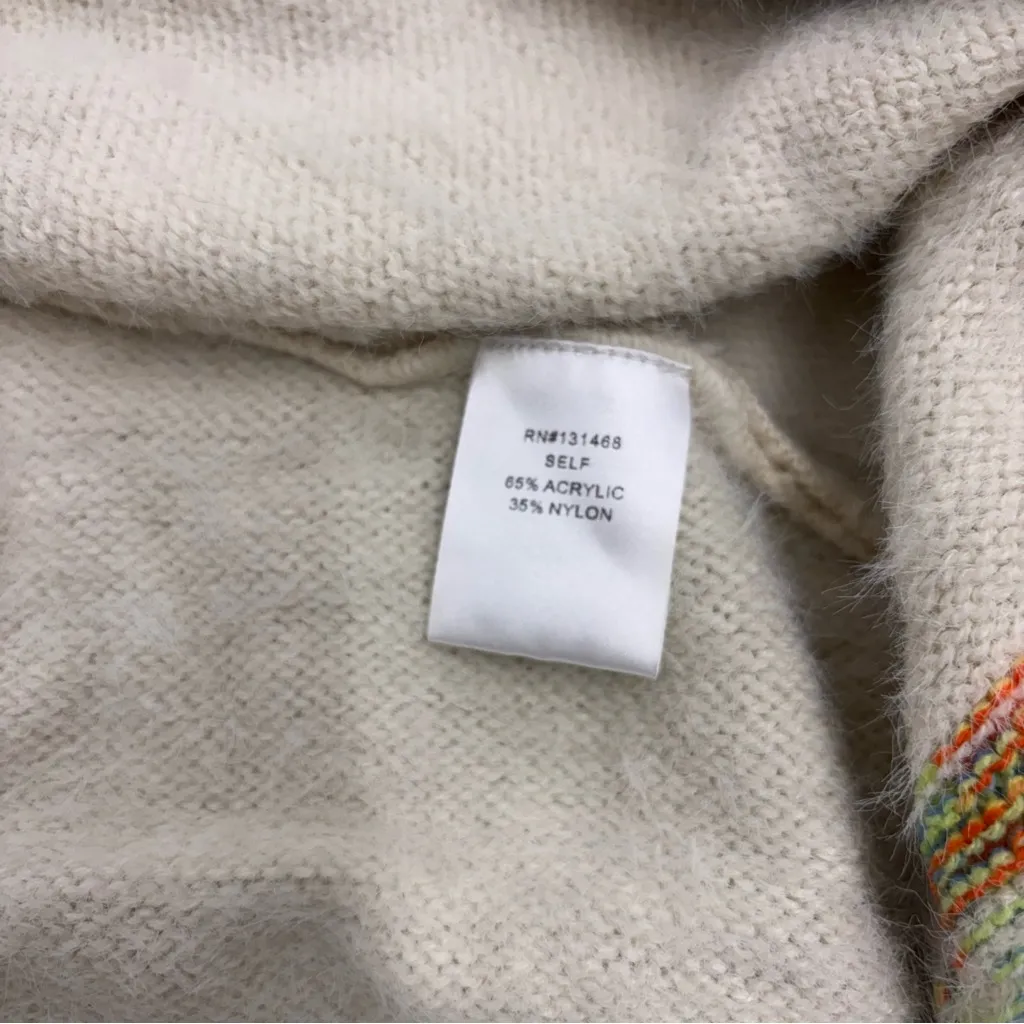 RN#131468
SELF
65% ACRYLIC
35% NYLON